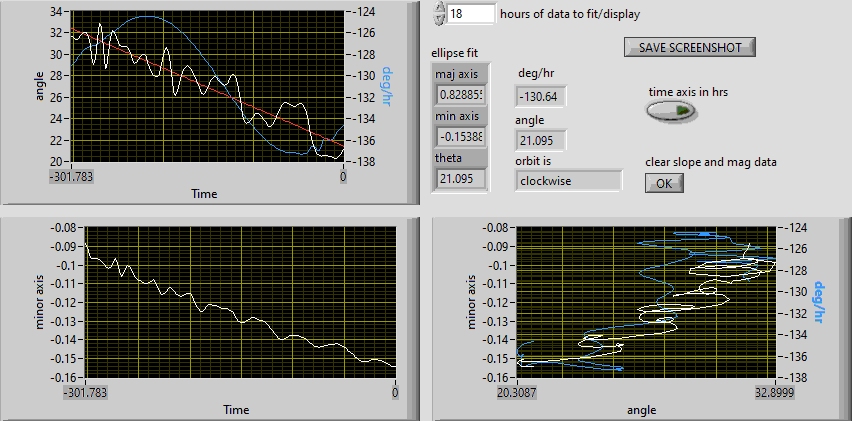 34
32
30
28
26
24
22
20
angle
-124
-126
-128
-130
-132
-134
-136
-138
deg/hr
-301.783
0
Time
18 hours of data to fit/display
SAVE SCREENSHOT
ellipse fit
maj axis
0.82885
min axis
-0.15388
theta
21.095
deg/hr
-130.64
angle
21.095
orbit is
clockwise
time axis in hrs
clear slope and mag data
OK
-0.08
-0.09
-0.1
-0.11
-0.12
-0.13
-0.14
-0.15
-0.16
minor axis
-301.783
0
Time
-0.08
-0.09
-0.1
-0.11
-0.12
-0.13
-0.14
-0.15
-0.16
minor axis
-124
-126
-128
-130
-132
-134
-136
-138
deg/hr
20.3087
32.8999
angle